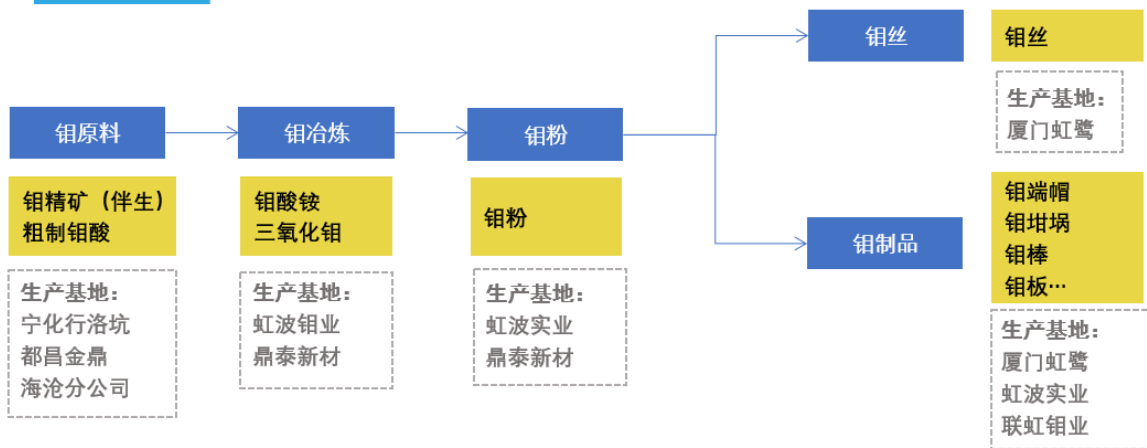 钼原料
钼精矿（伴生）
粗制钼酸
生产基地：
宁化行洛坑
都昌金鼎
海沧分公司
钼冶炼
钼酸铵
三氧化钼
生产基地：
虹波钼业
鼎泰新材
钼粉
钼粉
生产基地：
虹波实业
鼎泰新材
钼丝
钼丝
生产基地：
厦门虹鹭
钼制品
钼端帽
钼坩埚
钼棒
钼板…
生产基地：
厦门虹鹭
虹波实业
联虹钼业